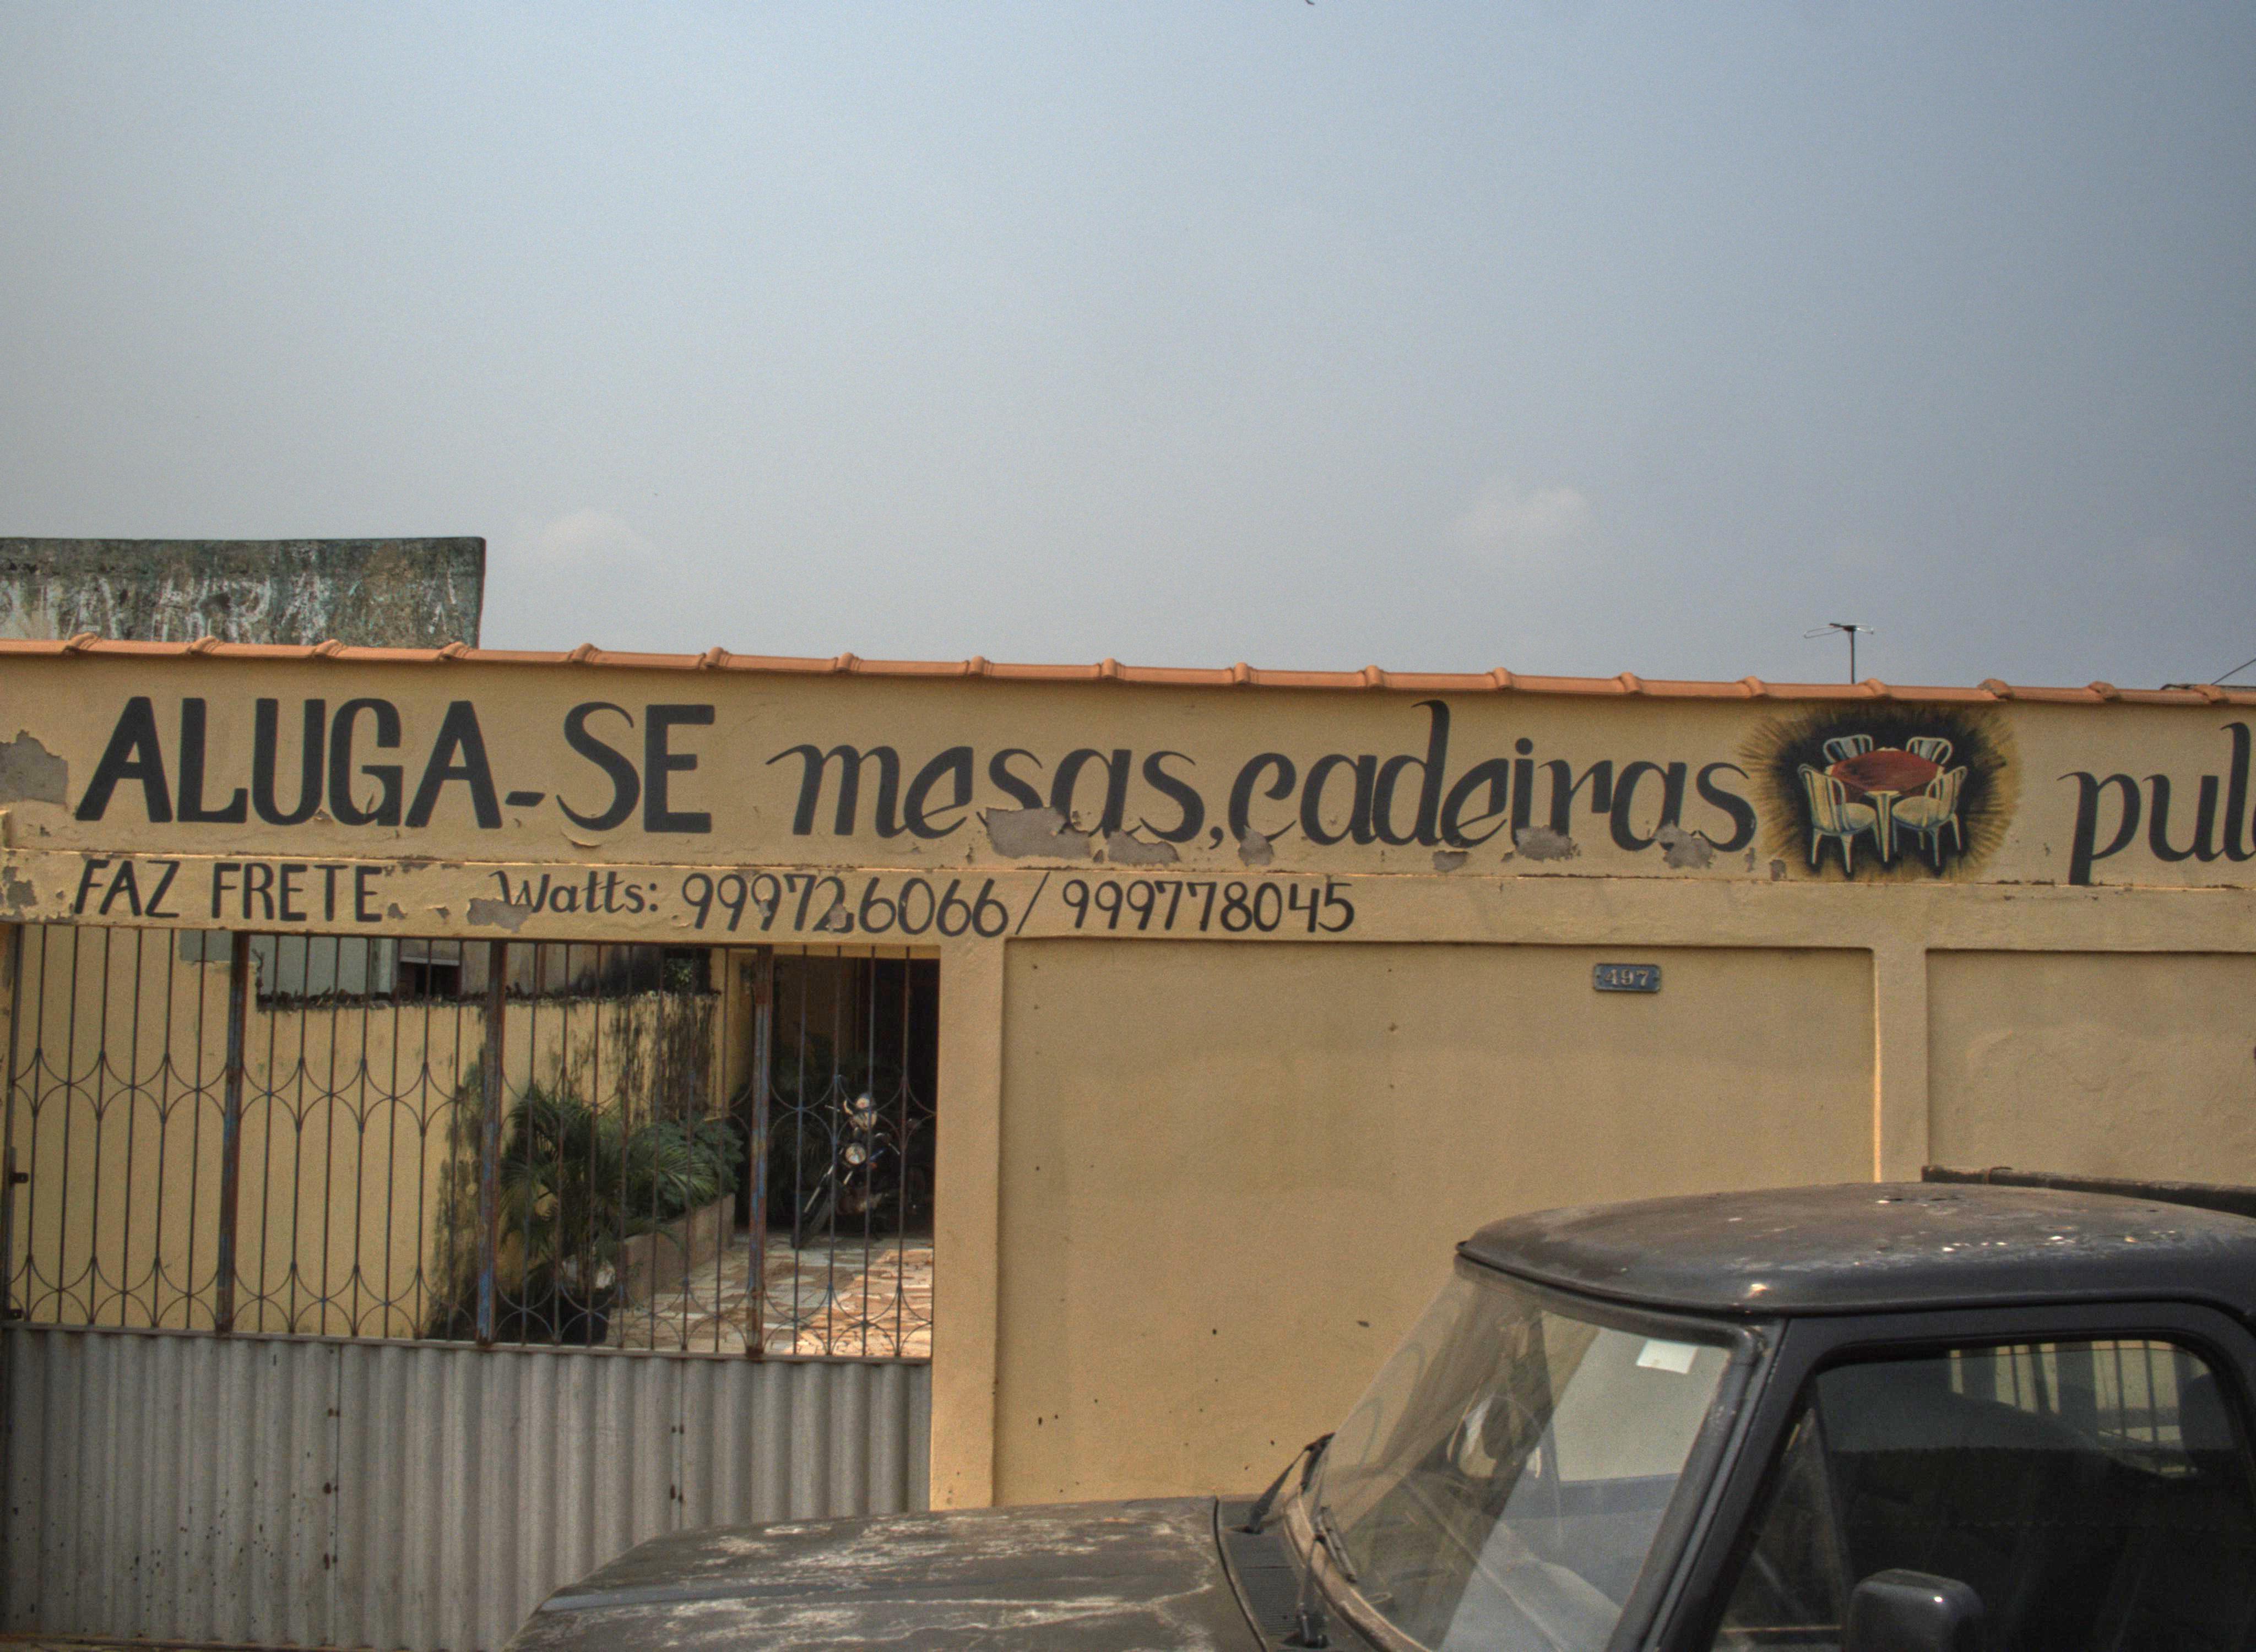 ALUGA-SE mesas,cadeiras
FAZ FRETE Watts: 999726066/999778045
497